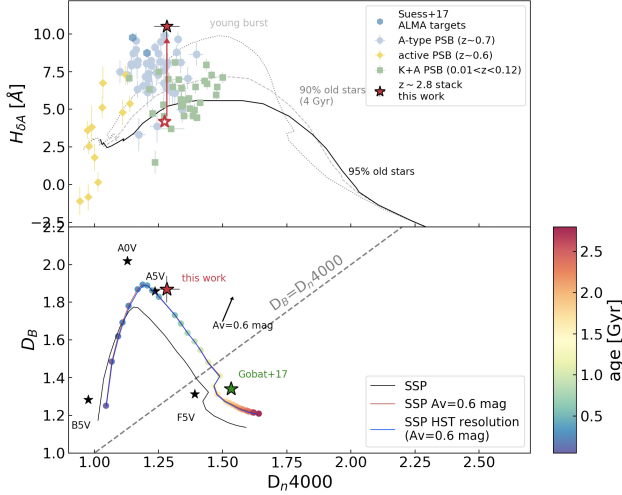 10.0
7.5
5.0
2.5
0.0
−2.5
HδA [Å]
young burst
90% old stars
(4 Gyr)
95% old stars
Suess+17
ALMA targets
A-type PSB (z~0.7)
active PSB (z~0.6)
K+A PSB (0.01<z<0.12)
z ~ 2.8 stack
this work
2.2
2.0
1.8
1.6
1.4
1.2
1.0
DB
A0V
A5V
this work
Av=0.6 mag
DB=Dn4000
Gobat+17
B5V
F5V
SSP
SSP Av=0.6 mag
SSP HST resolution
(Av=0.6 mag)
1.00
1.25
1.50
1.75
2.00
2.25
2.50
Dn4000
2.5
2.0
1.5
1.0
0.5
age [Gyr]